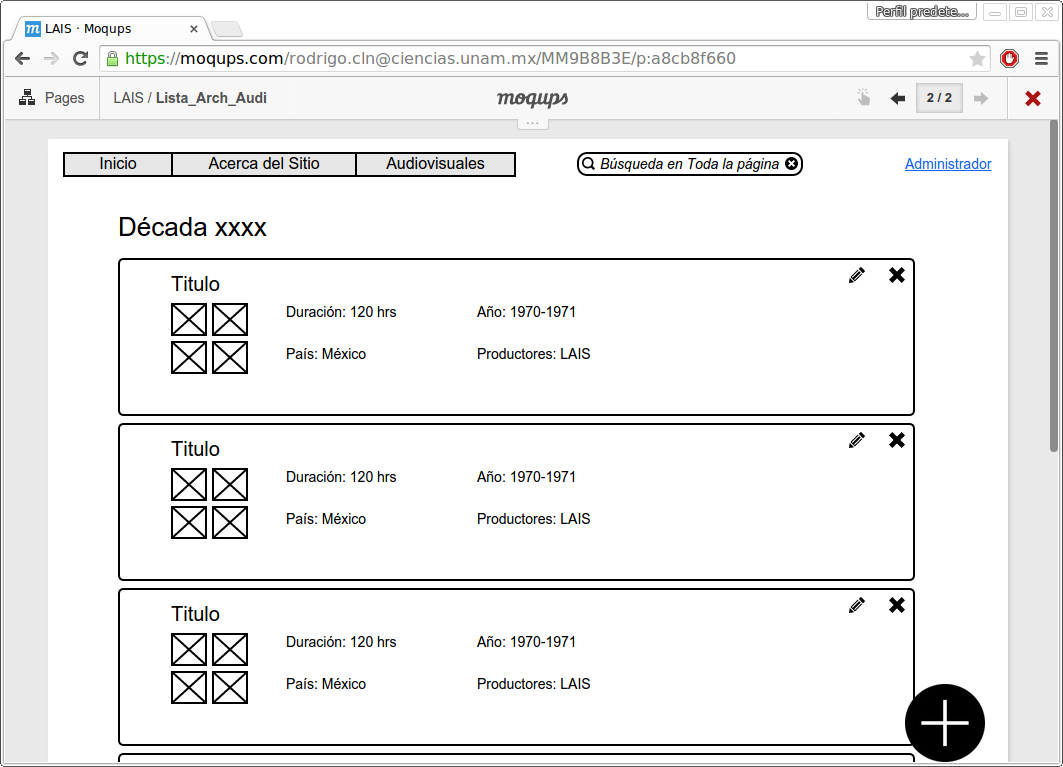 Perfil predete...
LAIS · Moqups
https://moqups.com/rodrigo.cln@ciencias.unam.mx/MM9B8B3E/p:a8cb8f660
Pages LAIS / Lista_Arch_Audi moqups 2 / 2
...
Inicio Acerca del Sitio Audiovisuales Búsqueda en Toda la página Administrador
Década xxxx
Titulo
Duración: 120 hrs Año: 1970-1971
País: México Productores: LAIS
Titulo
Duración: 120 hrs Año: 1970-1971
País: México Productores: LAIS
Titulo
Duración: 120 hrs Año: 1970-1971
País: México Productores: LAIS